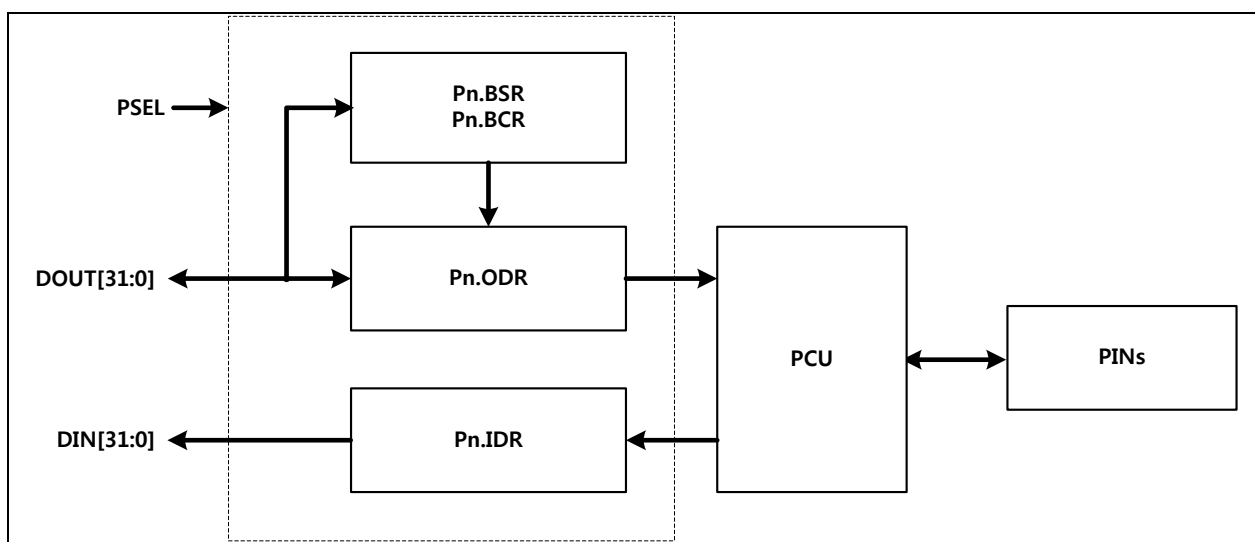 Pn.BSR
Pn.BCR
PSEL
DOUT[31:0]
Pn.ODR
PCU
PINs
DIN[31:0]
Pn.IDR